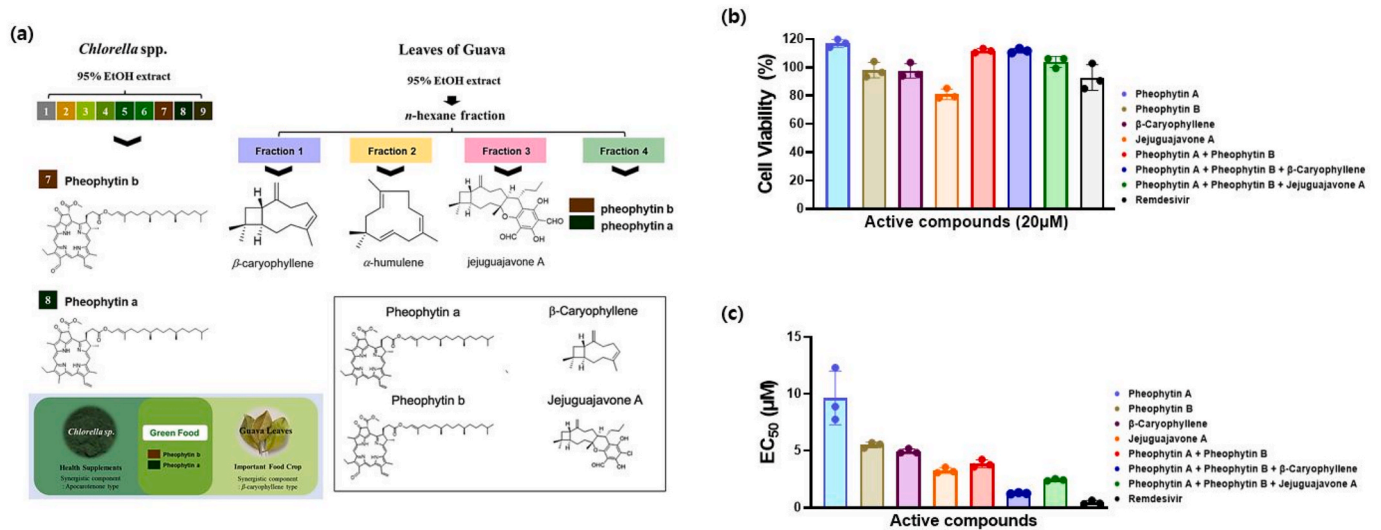 (a)
Chlorella spp.
95% EtOH extract
1 2 3 4 5 6 7 8 9
7 Pheophytin b
8 Pheophytin a
Leaves of Guava
95% EtOH extract
n-hexane fraction
Fraction 1 Fraction 2 Fraction 3 Fraction 4
pheophytin b
pheophytin a
β-caryophyllene α-humulene jejuguajavone A
Chlorella sp.
Health Supplements
Synergistic component
: Apocarotenone type
Green Food
Pheophytin b
Pheophytin a
Guava Leaves
Important Food Crop
Synergistic component
: β-caryophyllene type
Pheophytin a β-Caryophyllene
Pheophytin b Jejuguajavone A
(b)
Cell Viability (%)
120
100
80
60
40
20
0
Active compounds (20μM)
Pheophytin A
Pheophytin B
β-Caryophyllene
Jejuguajavone A
Pheophytin A + Pheophytin B
Pheophytin A + Pheophytin B + β-Caryophyllene
Pheophytin A + Pheophytin B + Jejuguajavone A
Remdesivir
(c)
EC50 (μM)
15
10
5
0
Active compounds
Pheophytin A
Pheophytin B
β-Caryophyllene
Jejuguajavone A
Pheophytin A + Pheophytin B
Pheophytin A + Pheophytin B + β-Caryophyllene
Pheophytin A + Pheophytin B + Jejuguajavone A
Remdesivir